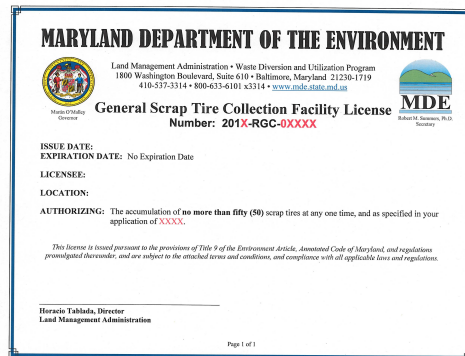 MARYLAND DEPARTMENT OF THE ENVIRONMENT
Land Management Administration • Waste Diversion and Utilization Program
1800 Washington Boulevard, Suite 610 • Baltimore, Maryland 21230-1719
410-537-3314 • 800-633-6101 x3314 • www.mde.state.md.us
Martin O'Malley
Governor
General Scrap Tire Collection Facility License
Number: 201X-RGC-0XXXX
MDE
Robert M. Summers, Ph.D.
Secretary
ISSUE DATE:
EXPIRATION DATE: No Expiration Date
LICENSEE:
LOCATION:
AUTHORIZING: The accumulation of no more than fifty (50) scrap tires at any one time, and as specified in your
application of XXXX.
This license is issued pursuant to the provisions of Title 9 of the Environment Article, Annotated Code of Maryland, and regulations
promulgated thereunder, and are subject to the attached terms and conditions, and compliance with all applicable laws and regulations.
Horacio Tablada, Director
Land Management Administration
Page 1 of 1